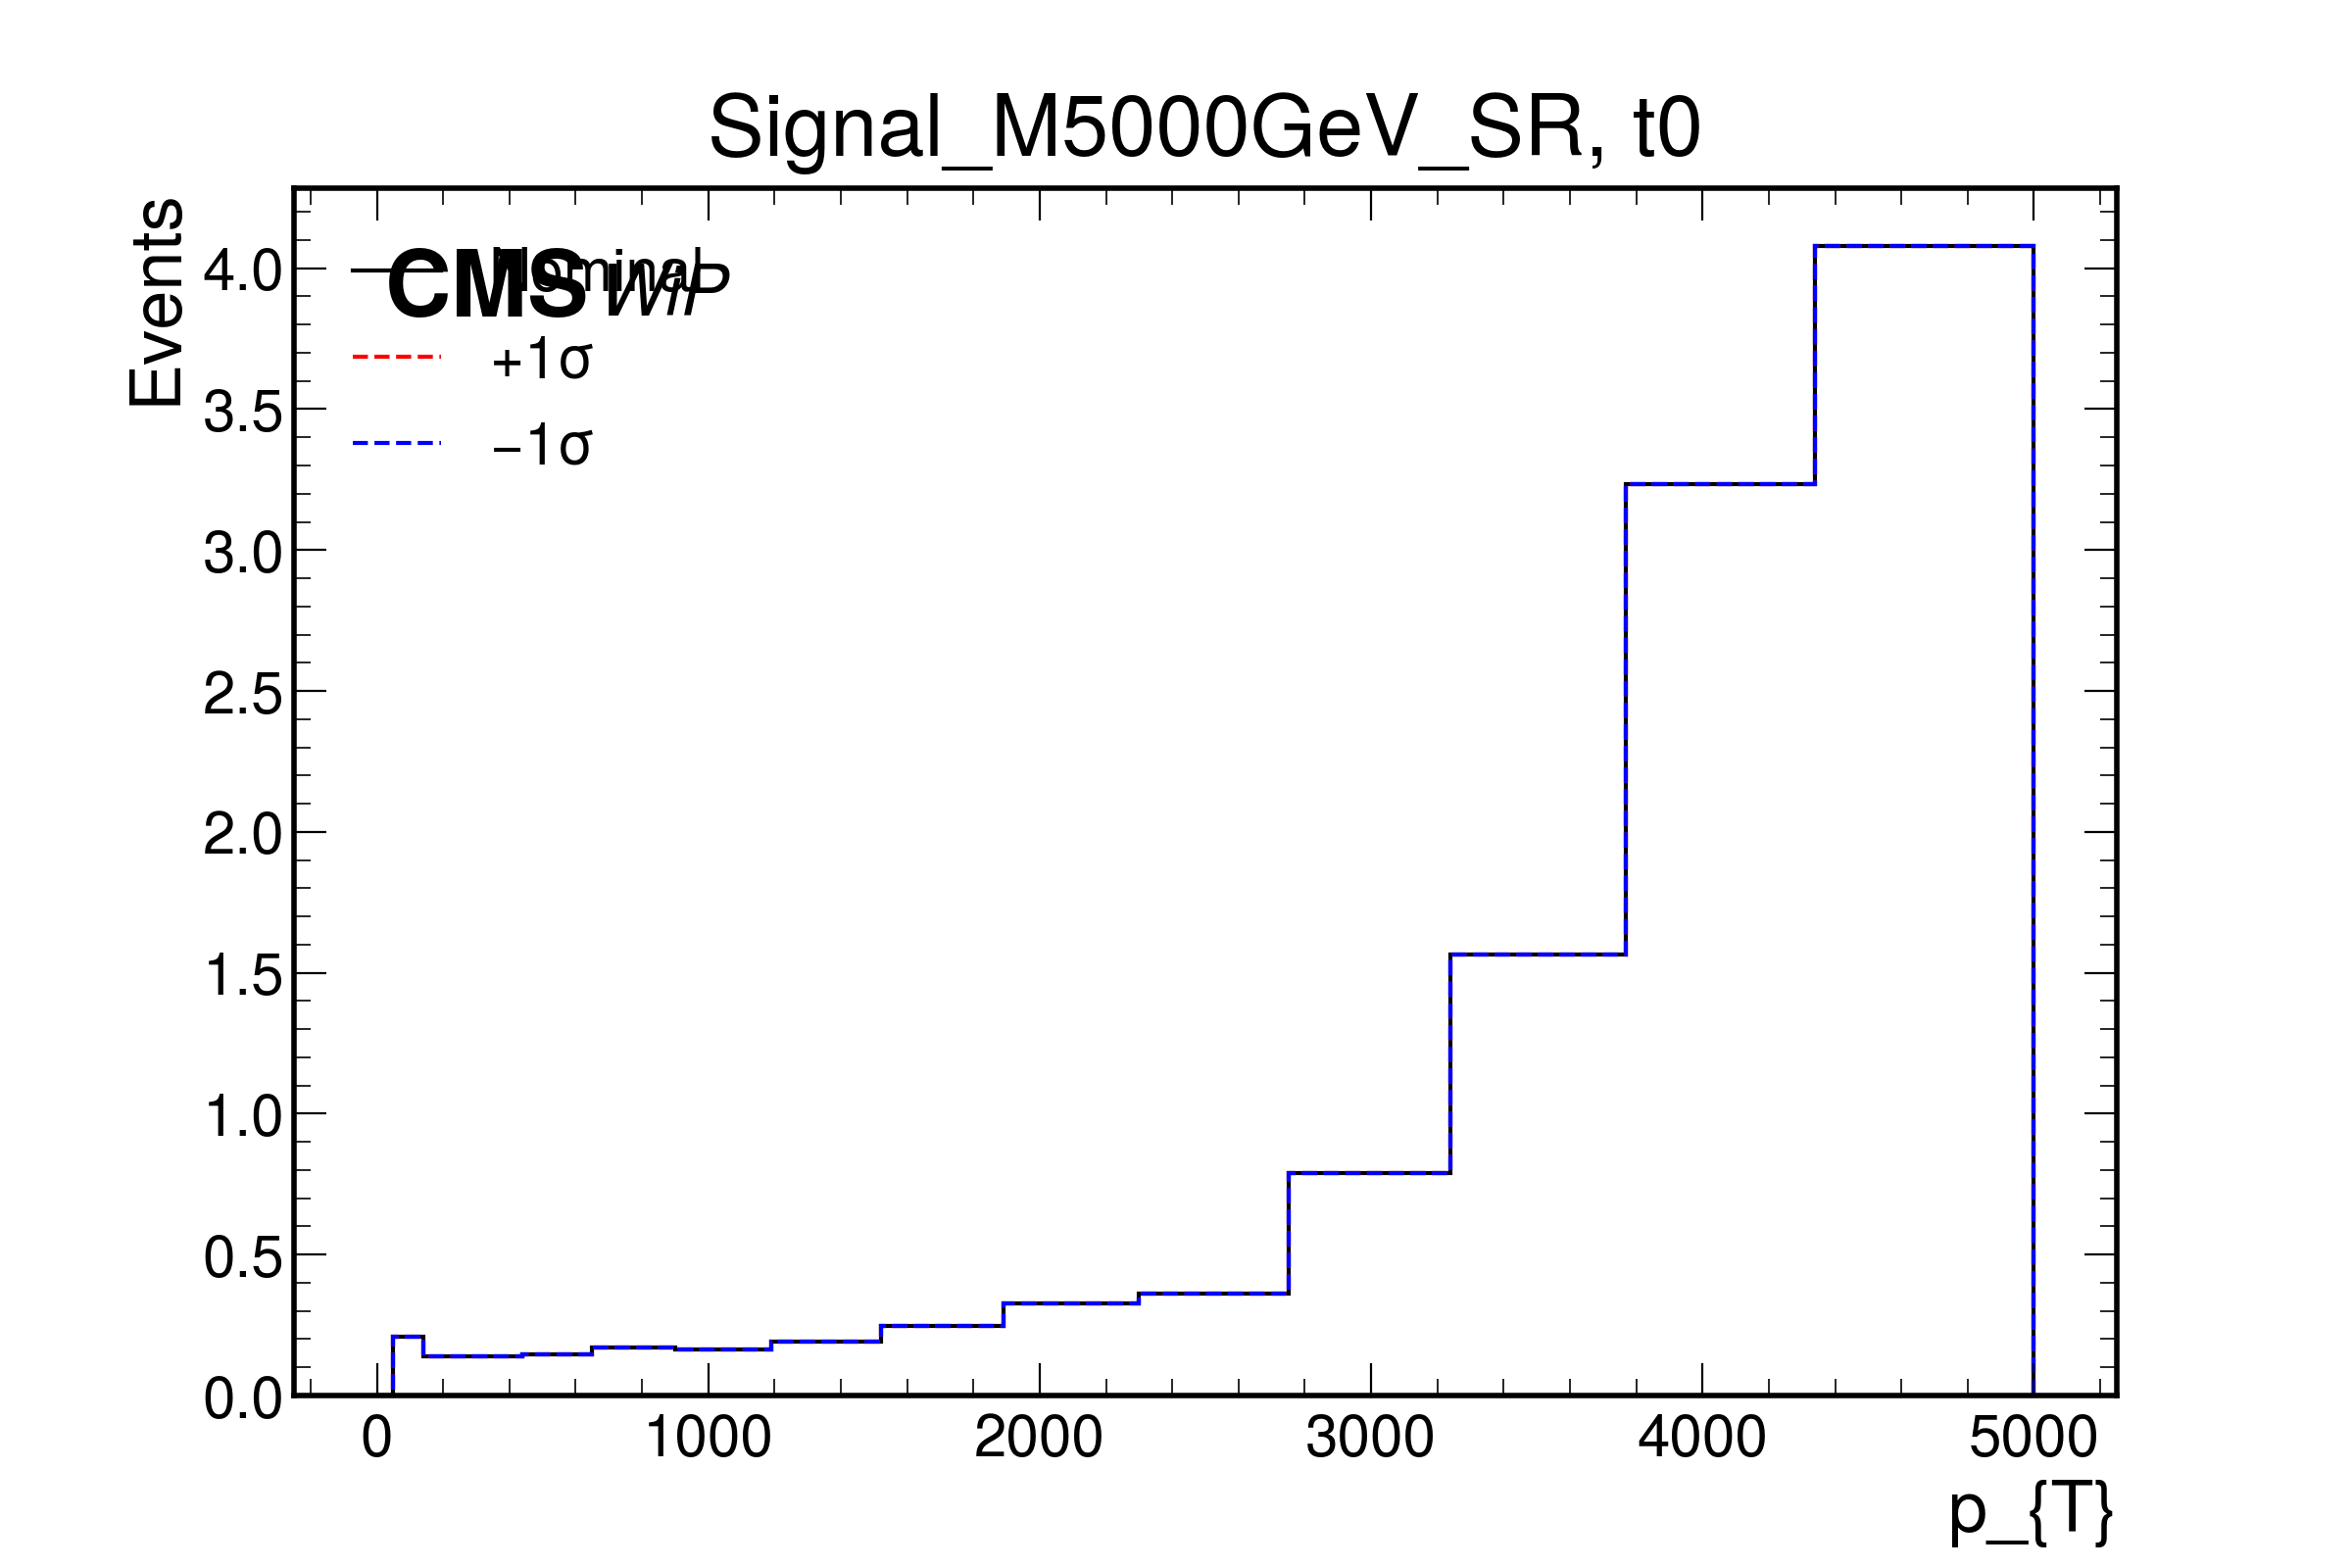 Signal_M5000GeV_SR, t0
Events
CMS WiP
Nominal
+1σ
−1σ
4.0
3.5
3.0
2.5
2.0
1.5
1.0
0.5
0.0
0 1000 2000 3000 4000 5000
p_{T}